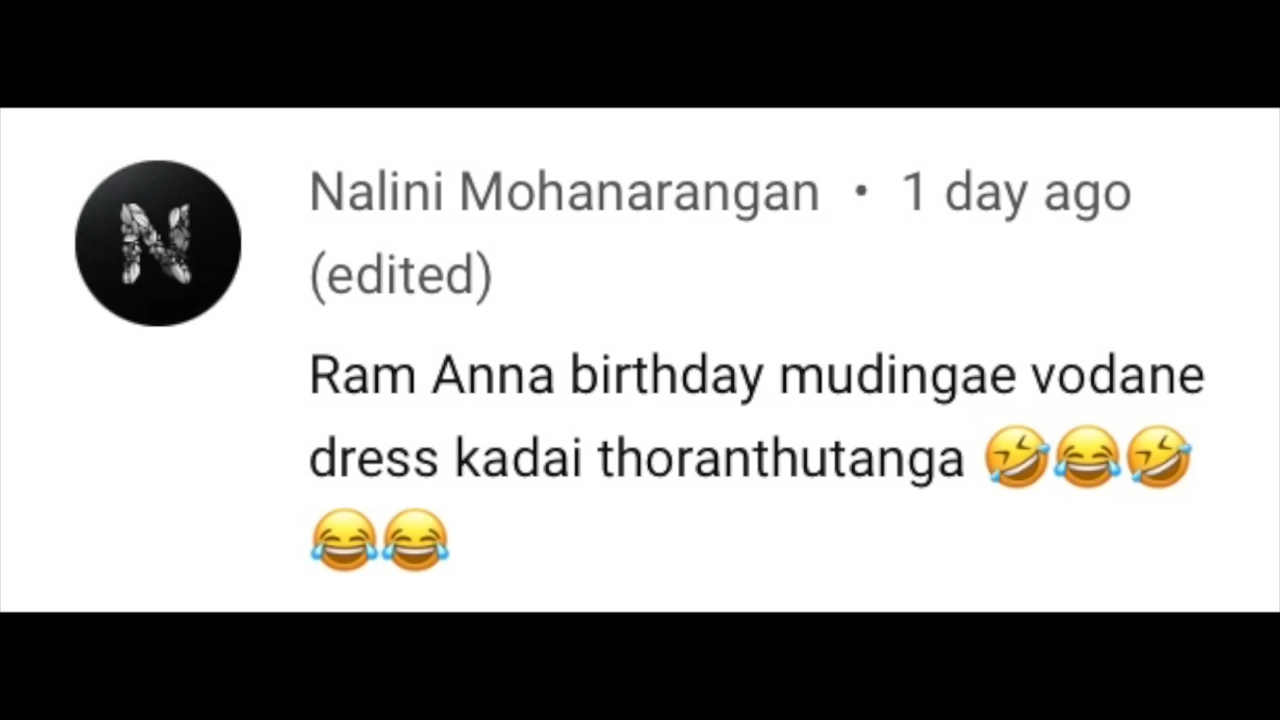 Nalini Mohanarangan • 1 day ago
(edited)
Ram Anna birthday mudingae vodane
dress kadai thoranthutanga 🤣😂🤣
😂😂